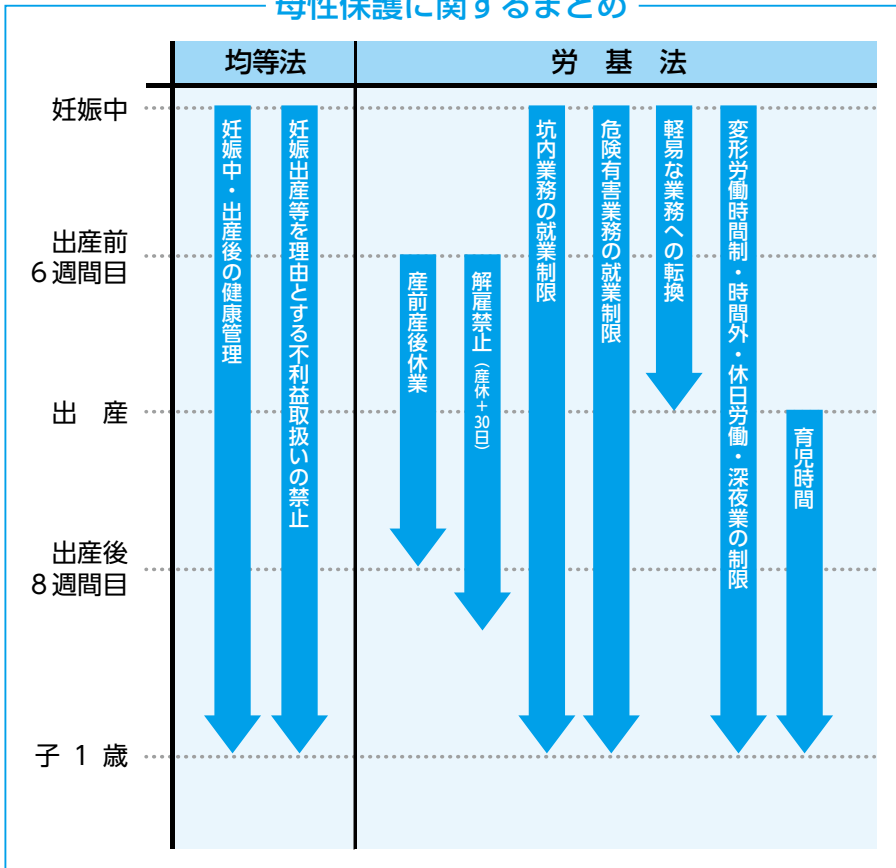 母性保護に関するまとめ
均等法
労基法
妊娠中
出産前
6週間目
出産
出産後
8週間目
子1歳
妊娠中・出産後の健康管理
妊娠出産等を理由とする不利益取扱いの禁止
産前産後休業
解雇禁止（産休＋30日）
坑内業務の就業制限
危険有害業務の就業制限
軽易な業務への転換
変形労働時間制・時間外・休日労働・深夜業の制限
育児時間